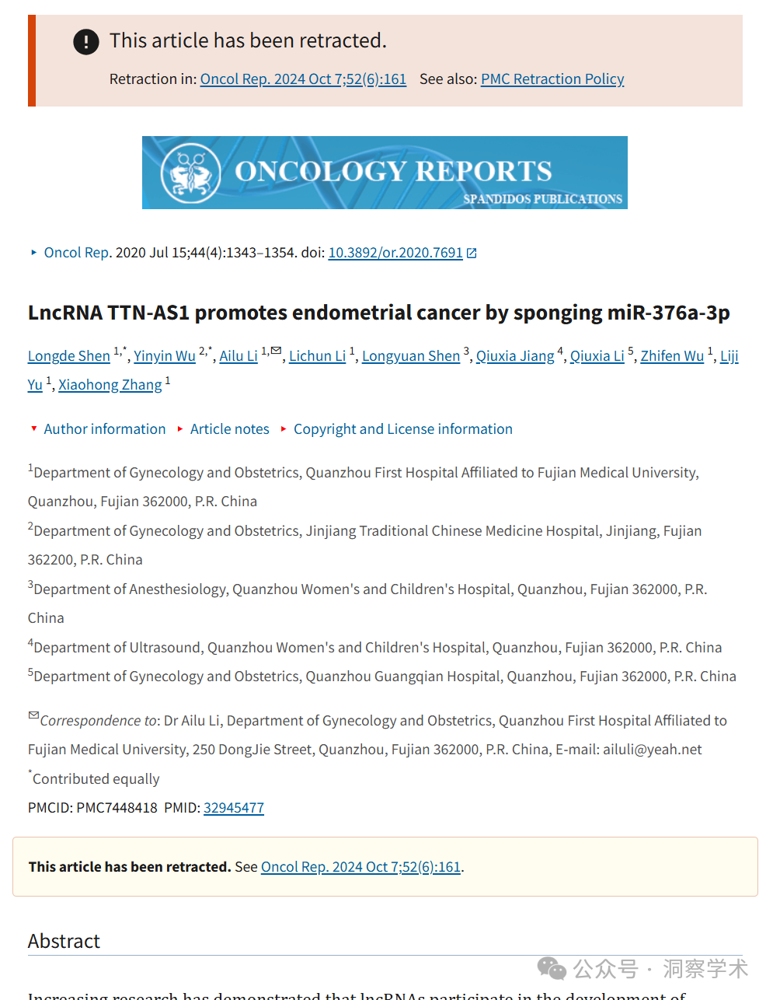 This article has been retracted.
Retraction in: Oncol Rep. 2024 Oct 7;52(6):161 See also: PMC Retraction Policy
ONCOLOGY REPORTS
SPANDIDOS PUBLICATIONS
Oncol Rep. 2020 Jul 15;44(4):1343–1354. doi: 10.3892/or.2020.7691
LncRNA TTN-AS1 promotes endometrial cancer by sponging miR-376a-3p
Longde Shen 1,*, Yinyin Wu 2,*, Ailu Li 1,✉, Lichun Li 1, Longyuan Shen 3, Qiuxia Jiang 4, Qiuxia Li 5, Zhifen Wu 1, Liji
Yu 1, Xiaohong Zhang 1
Author information Article notes Copyright and License information
1Department of Gynecology and Obstetrics, Quanzhou First Hospital Affiliated to Fujian Medical University,
Quanzhou, Fujian 362000, P.R. China
2Department of Gynecology and Obstetrics, Jinjiang Traditional Chinese Medicine Hospital, Jinjiang, Fujian
362200, P.R. China
3Department of Anesthesiology, Quanzhou Women's and Children's Hospital, Quanzhou, Fujian 362000, P.R.
China
4Department of Ultrasound, Quanzhou Women's and Children's Hospital, Quanzhou, Fujian 362000, P.R. China
5Department of Gynecology and Obstetrics, Quanzhou Guangqian Hospital, Quanzhou, Fujian 362000, P.R. China
✉Correspondence to: Dr Ailu Li, Department of Gynecology and Obstetrics, Quanzhou First Hospital Affiliated to
Fujian Medical University, 250 DongJie Street, Quanzhou, Fujian 362000, P.R. China, E-mail: ailuli@yeah.net
*Contributed equally
PMCID: PMC7448418 PMID: 32945477
This article has been retracted. See Oncol Rep. 2024 Oct 7;52(6):161.
Abstract
公众号 · 洞察学术
Increasing research has demonstrated that lncRNAs participate in the development of